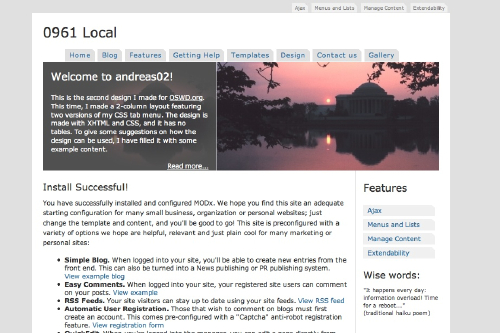 Ajax Menus and Lists Manage Content Extendability
0961 Local
Home Blog Features Getting Help Templates Design Contact us Gallery
Welcome to andreas02!
This is the second design I made for OSWD.org.
This time, I made a 2-column layout featuring
two versions of my CSS tab menu. The design is
made with XHTML and CSS, and it has no
tables. To give some suggestions on how the
design can be used, I have filled it with some
example content.
Read more...
Install Successful!
You have successfully installed and configured MODx. We hope you find this site an adequate
starting configuration for many small business, organization or personal websites; just
change the template and content, and you'll be good to go! This site is preconfigured with a
variety of options we hope are helpful, relevant and just plain cool for many marketing or
personal sites:
• Simple Blog. When logged into your site, you'll be able to create new entries from the
front end. This can also be turned into a News publishing or PR publishing system.
View example blog
• Easy Comments. When logged into your site, your registered site users can comment
on your posts. View example
• RSS Feeds. Your site visitors can stay up to date using your site feeds. View RSS feed
• Automatic User Registration. Those that wish to comment on blogs must first
create an account. This comes pre-configured with a "Captcha" anti-robot registration
feature. View registration form
Features
Ajax
Menus and Lists
Manage Content
Extendability
Wise words:
"It happens every day:
information overload! Time
for a reboot..."
(traditional haiku poem)